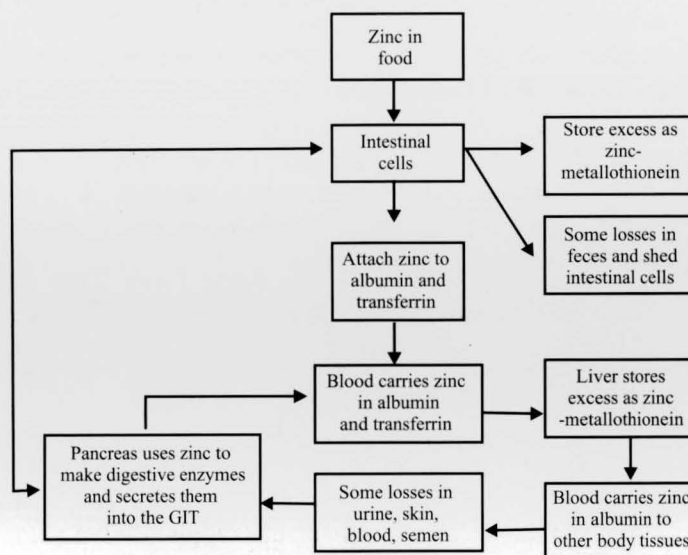 Zinc in
food
Intestinal
cells
Store excess as
zinc-
metallothionein
Some losses in
feces and shed
intestinal cells
Attach zinc to
albumin and
transferrin
Blood carries zinc
in albumin
and transferrin
Liver stores
excess as zinc
-metallothionein
Pancreas uses zinc to
make digestive enzymes
and secretes them
into the GIT
Some losses in
urine, skin,
blood, semen
Blood carries zinc
in albumin to
other body tissues